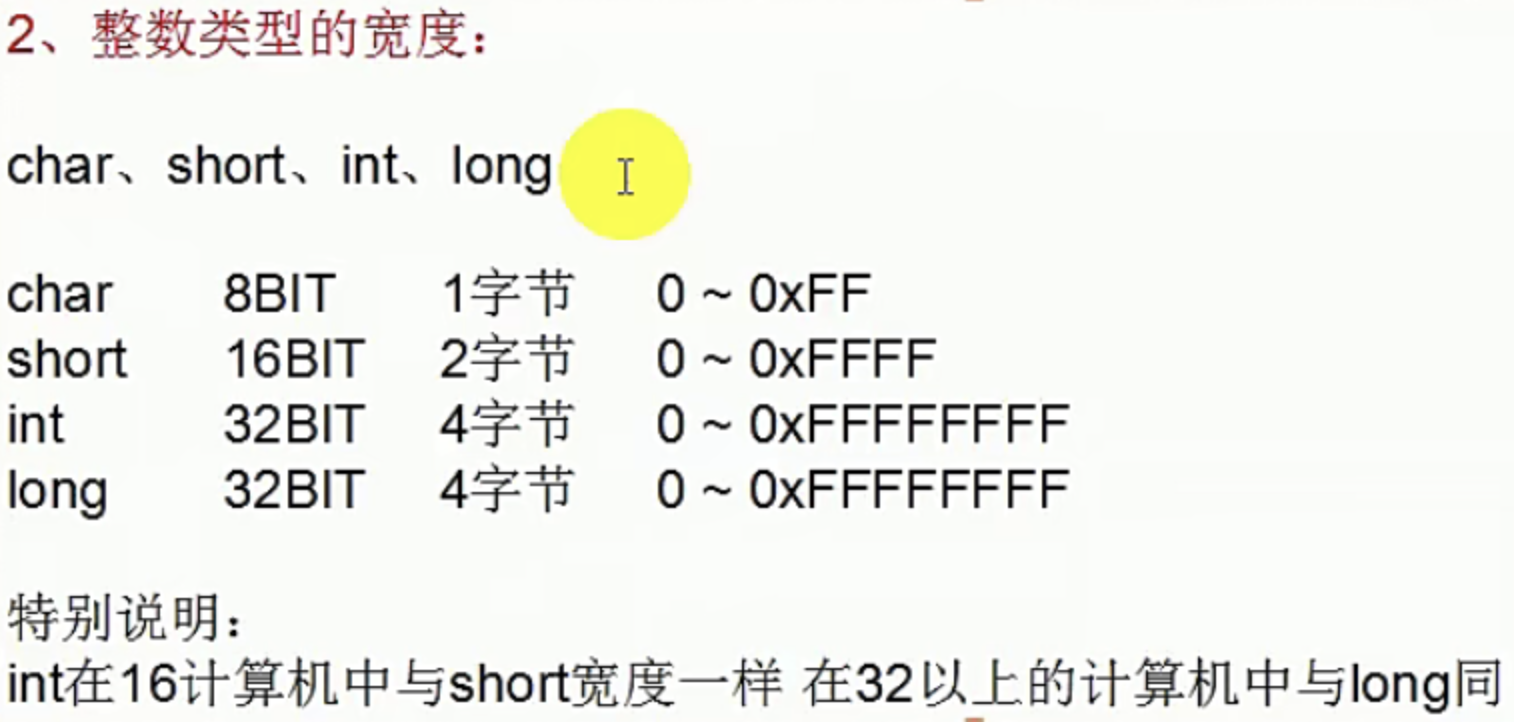 2、整数类型的宽度：
char、short、int、long
char 8BIT 1字节 0 ~ 0xFF
short 16BIT 2字节 0 ~ 0xFFFF
int 32BIT 4字节 0 ~ 0xFFFFFFFF
long 32BIT 4字节 0 ~ 0xFFFFFFFF
特别说明：
int在16计算机中与short宽度一样 在32以上的计算机中与long同